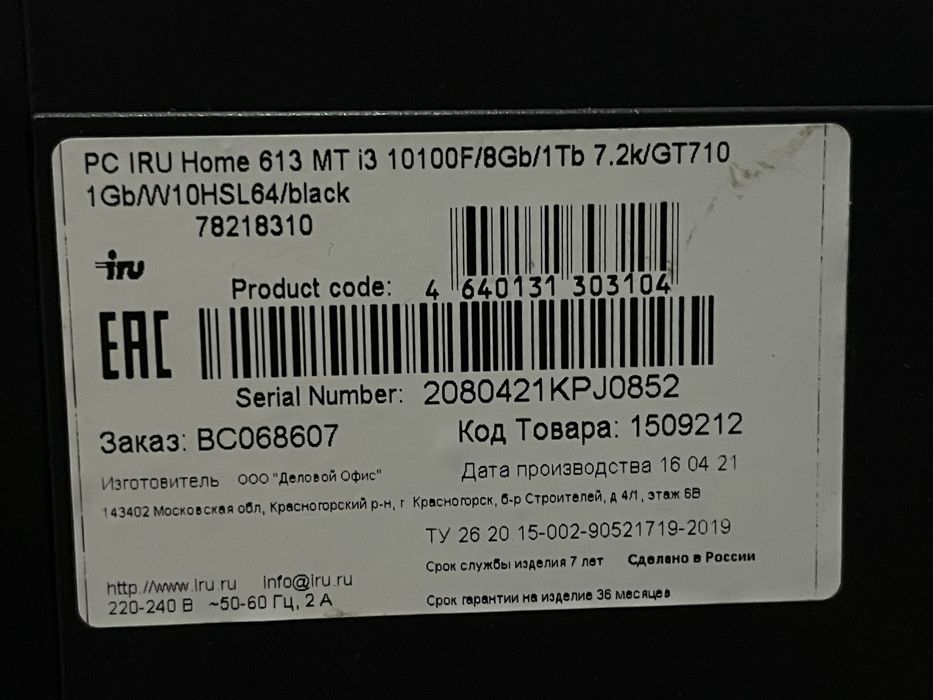 PC IRU Home 613 MT i3 10100F/8Gb/1Tb 7.2k/GT710
1Gb/W10HSL64/black
78218310
iru
Product code: 4 640131 303104
EAC
Serial Number: 2080421KPJ0852
Заказ: BC068607
Код Товара: 1509212
Изготовитель ООО "Деловой Офис"
Дата производства 16 04 21
143402 Московская обл, Красногорский р-н, г Красногорск, б-р Строителей, д 4/1, этаж 6В
ТУ 26 20 15-002-90521719-2019
Срок службы изделия 7 лет Сделано в России
http://www.iru.ru info@iru.ru
220-240 В ~50-60 Гц, 2 А
Срок гарантии на изделие 36 месяцев